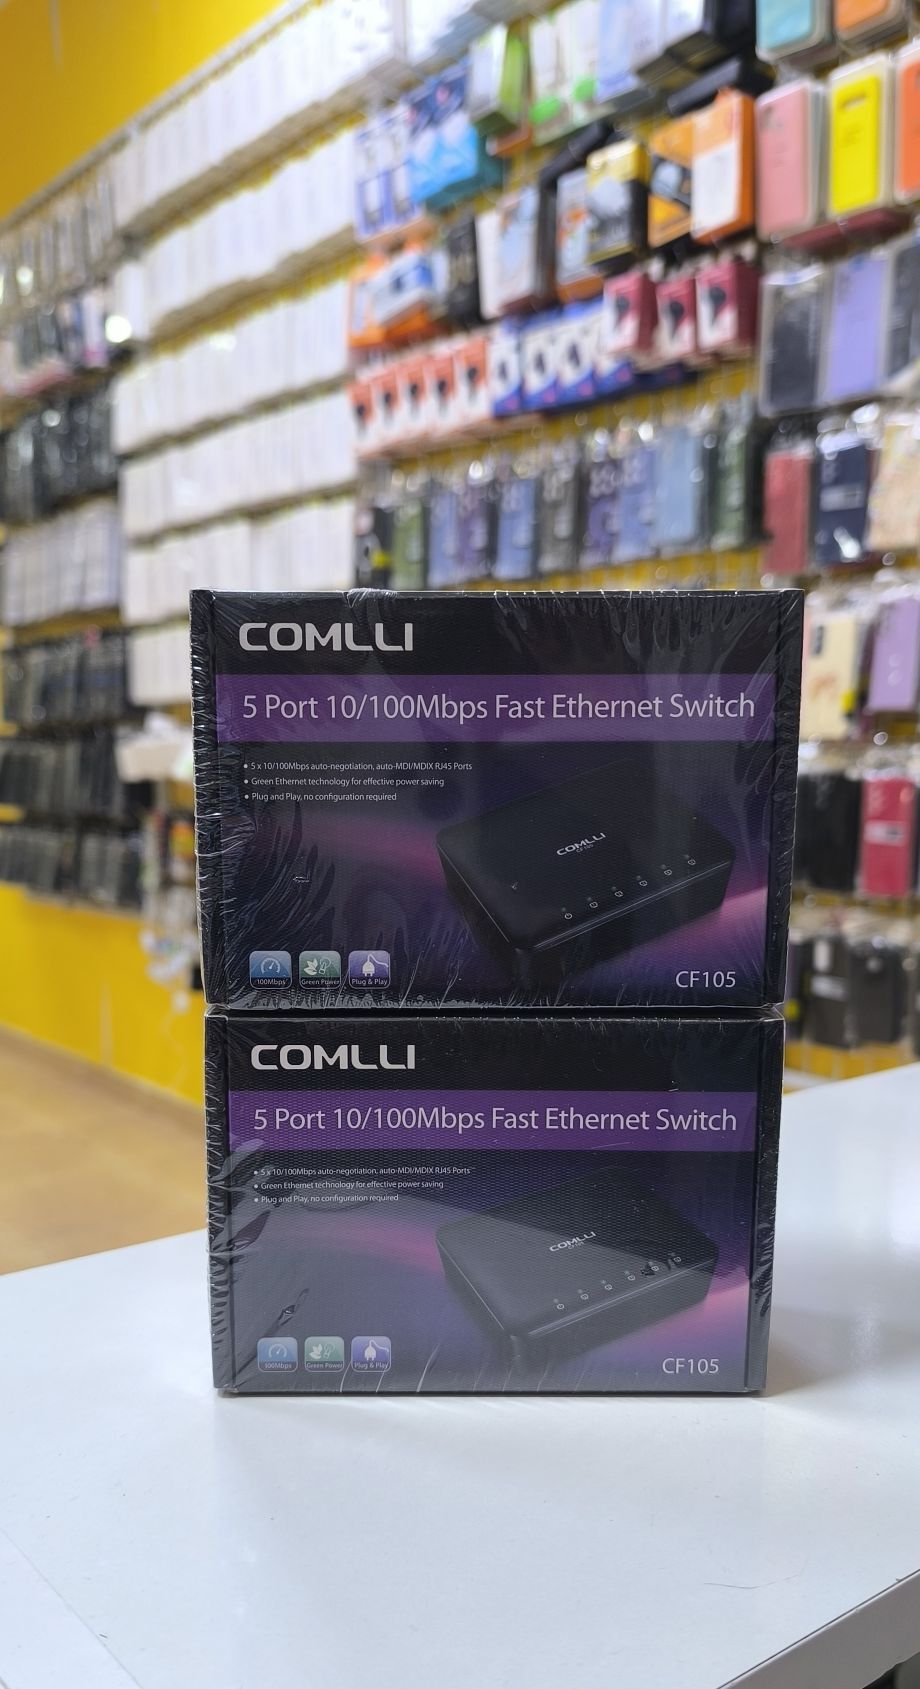 COMLLI
5 Port 10/100Mbps Fast Ethernet Switch
• 5 x 10/100Mbps auto-negotiation, auto-MDI/MDIX RJ45 Ports
• Green Ethernet technology for effective power saving
• Plug and Play, no configuration required
COMLLI
CF105
100Mbps
Green Power
Plug & Play
CF105
COMLLI
5 Port 10/100Mbps Fast Ethernet Switch
• 5 x 10/100Mbps auto-negotiation, auto-MDI/MDIX RJ45 Ports
• Green Ethernet technology for effective power saving
• Plug and Play, no configuration required
COMLLI
CF105
100Mbps
Green Power
Plug & Play
CF105